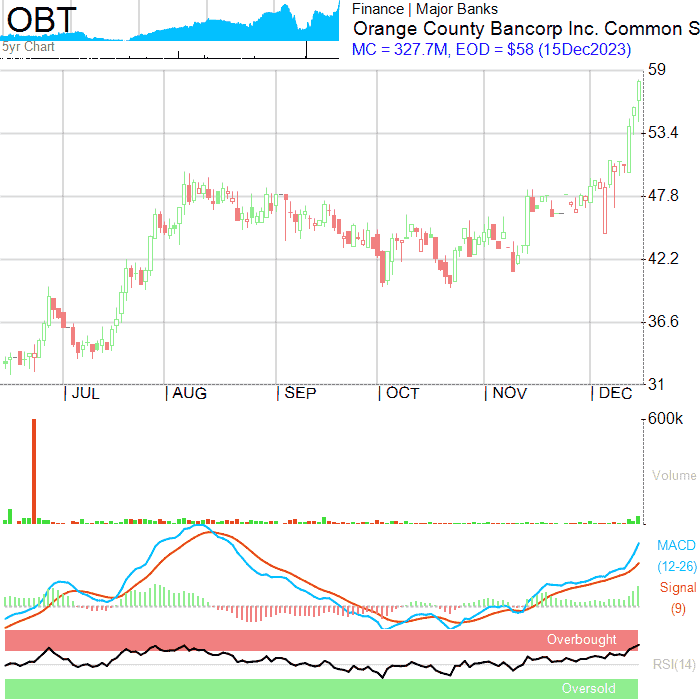 OBT
5yr Chart
Finance | Major Banks
Orange County Bancorp Inc. Common S
MC = 327.7M, EOD = $58 (15Dec2023)
59
53.4
47.8
42.2
36.6
31
JUL AUG SEP OCT NOV DEC
600k
Volume
MACD
(12-26)
Signal
(9)
Overbought
RSI(14)
Oversold